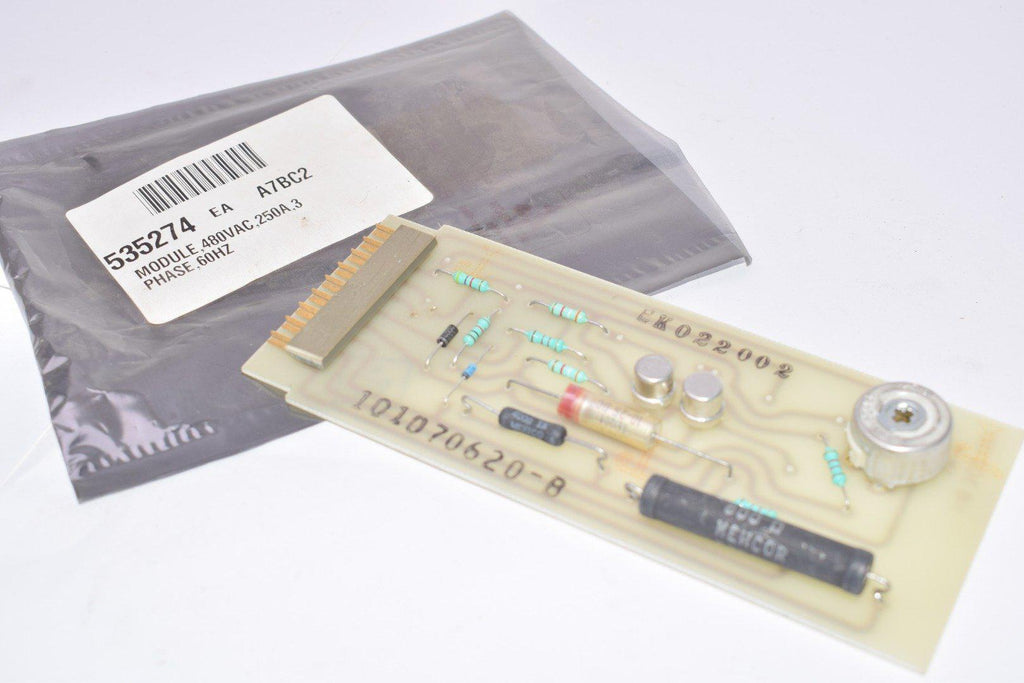 535274 EA A7BC2
MODULE,480VAC,250A,3
PHASE,60HZ
EK022002
101070620-B
MEMCOR